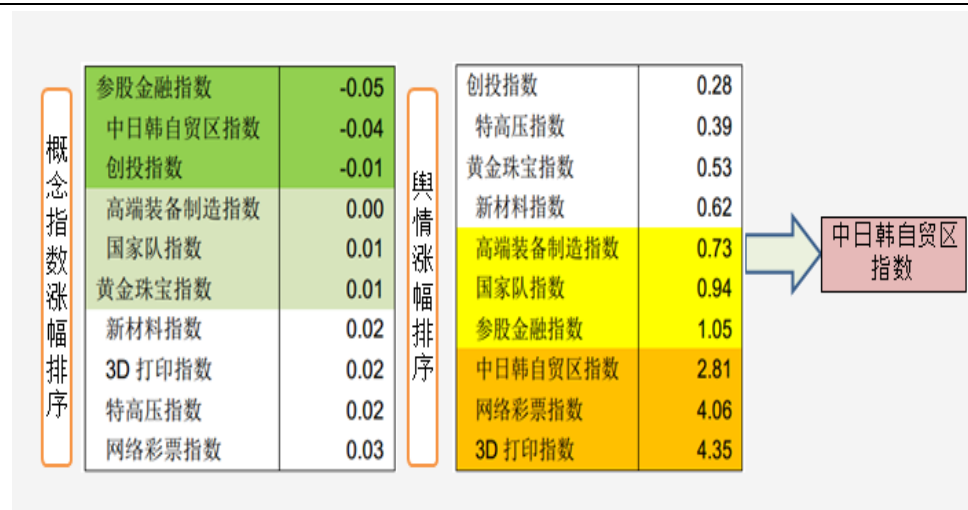 概念指数涨幅排序
参股金融指数 -0.05
中日韩自贸区指数 -0.04
创投指数 -0.01
高端装备制造指数 0.00
国家队指数 0.01
黄金珠宝指数 0.01
新材料指数 0.02
3D 打印指数 0.02
特高压指数 0.02
网络彩票指数 0.03
舆情涨幅排序
创投指数 0.28
特高压指数 0.39
黄金珠宝指数 0.53
新材料指数 0.62
高端装备制造指数 0.73
国家队指数 0.94
参股金融指数 1.05
中日韩自贸区指数 2.81
网络彩票指数 4.06
3D 打印指数 4.35
中日韩自贸区
指数